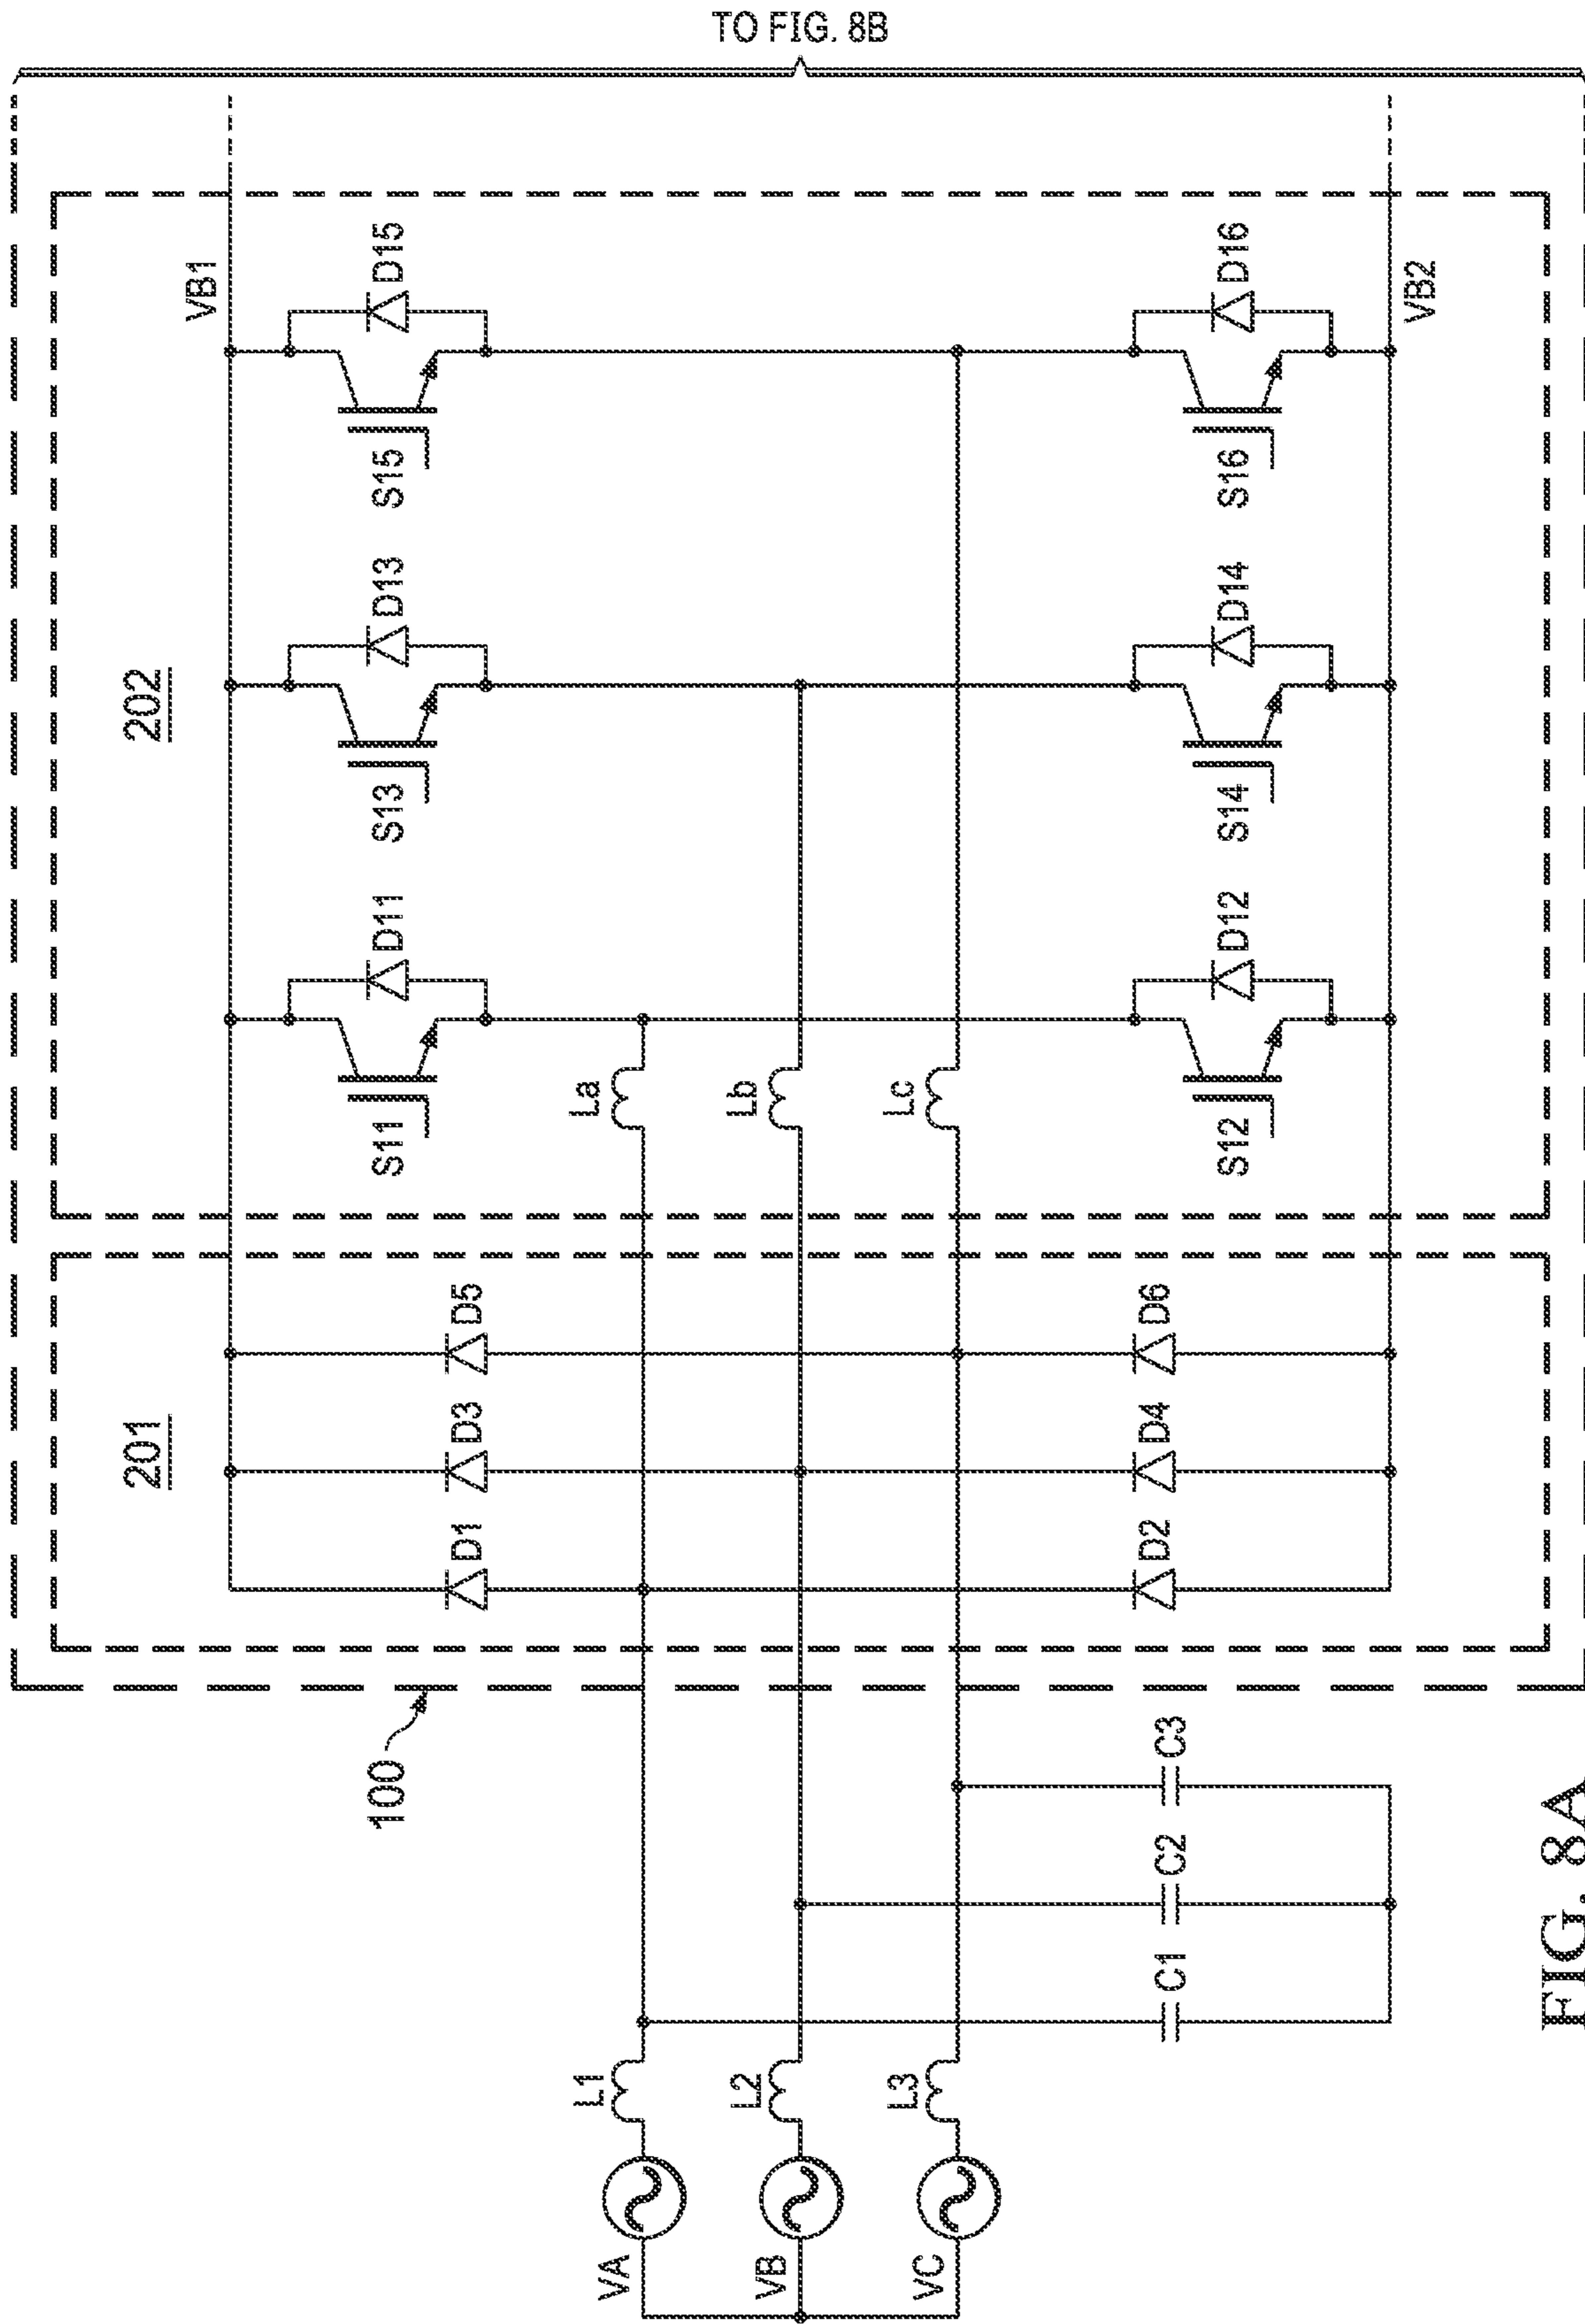 TO FIG. 8B
VB1
D15
S15
D16
S16
VB2
202
D13
S13
D14
S14
D11
S11
La
Lb
Lc
D12
S12
201
D5
D3
D1
D6
D4
D2
100
C3
C2
C1
L1
L2
L3
VA
VB
VC
FIG. 8A